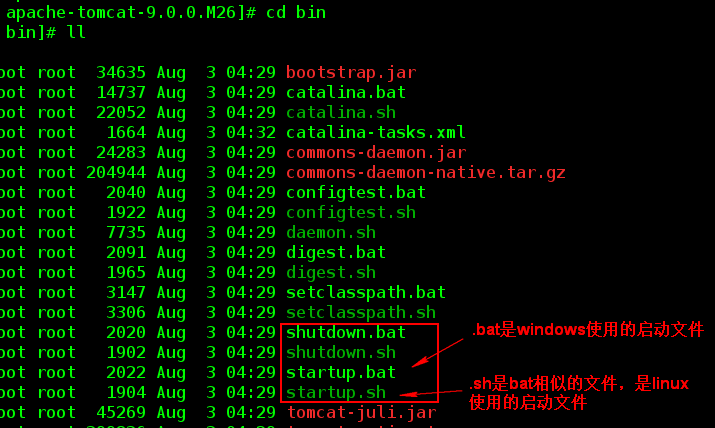 apache-tomcat-9.0.0.M26]# cd bin
bin]# ll
oot root 34635 Aug 3 04:29 bootstrap.jar
oot root 14737 Aug 3 04:29 catalina.bat
oot root 22052 Aug 3 04:29 catalina.sh
oot root 1664 Aug 3 04:32 catalina-tasks.xml
oot root 24283 Aug 3 04:29 commons-daemon.jar
oot root 204944 Aug 3 04:29 commons-daemon-native.tar.gz
oot root 2040 Aug 3 04:29 configtest.bat
oot root 1922 Aug 3 04:29 configtest.sh
oot root 7735 Aug 3 04:29 daemon.sh
oot root 2091 Aug 3 04:29 digest.bat
oot root 1965 Aug 3 04:29 digest.sh
oot root 3147 Aug 3 04:29 setclasspath.bat
oot root 3306 Aug 3 04:29 setclasspath.sh
oot root 2020 Aug 3 04:29 shutdown.bat
.bat是windows使用的启动文件
oot root 1902 Aug 3 04:29 shutdown.sh
oot root 2022 Aug 3 04:29 startup.bat
oot root 1904 Aug 3 04:29 startup.sh
.sh是bat相似的文件，是linux
使用的启动文件
oot root 45269 Aug 3 04:29 tomcat-juli.jar